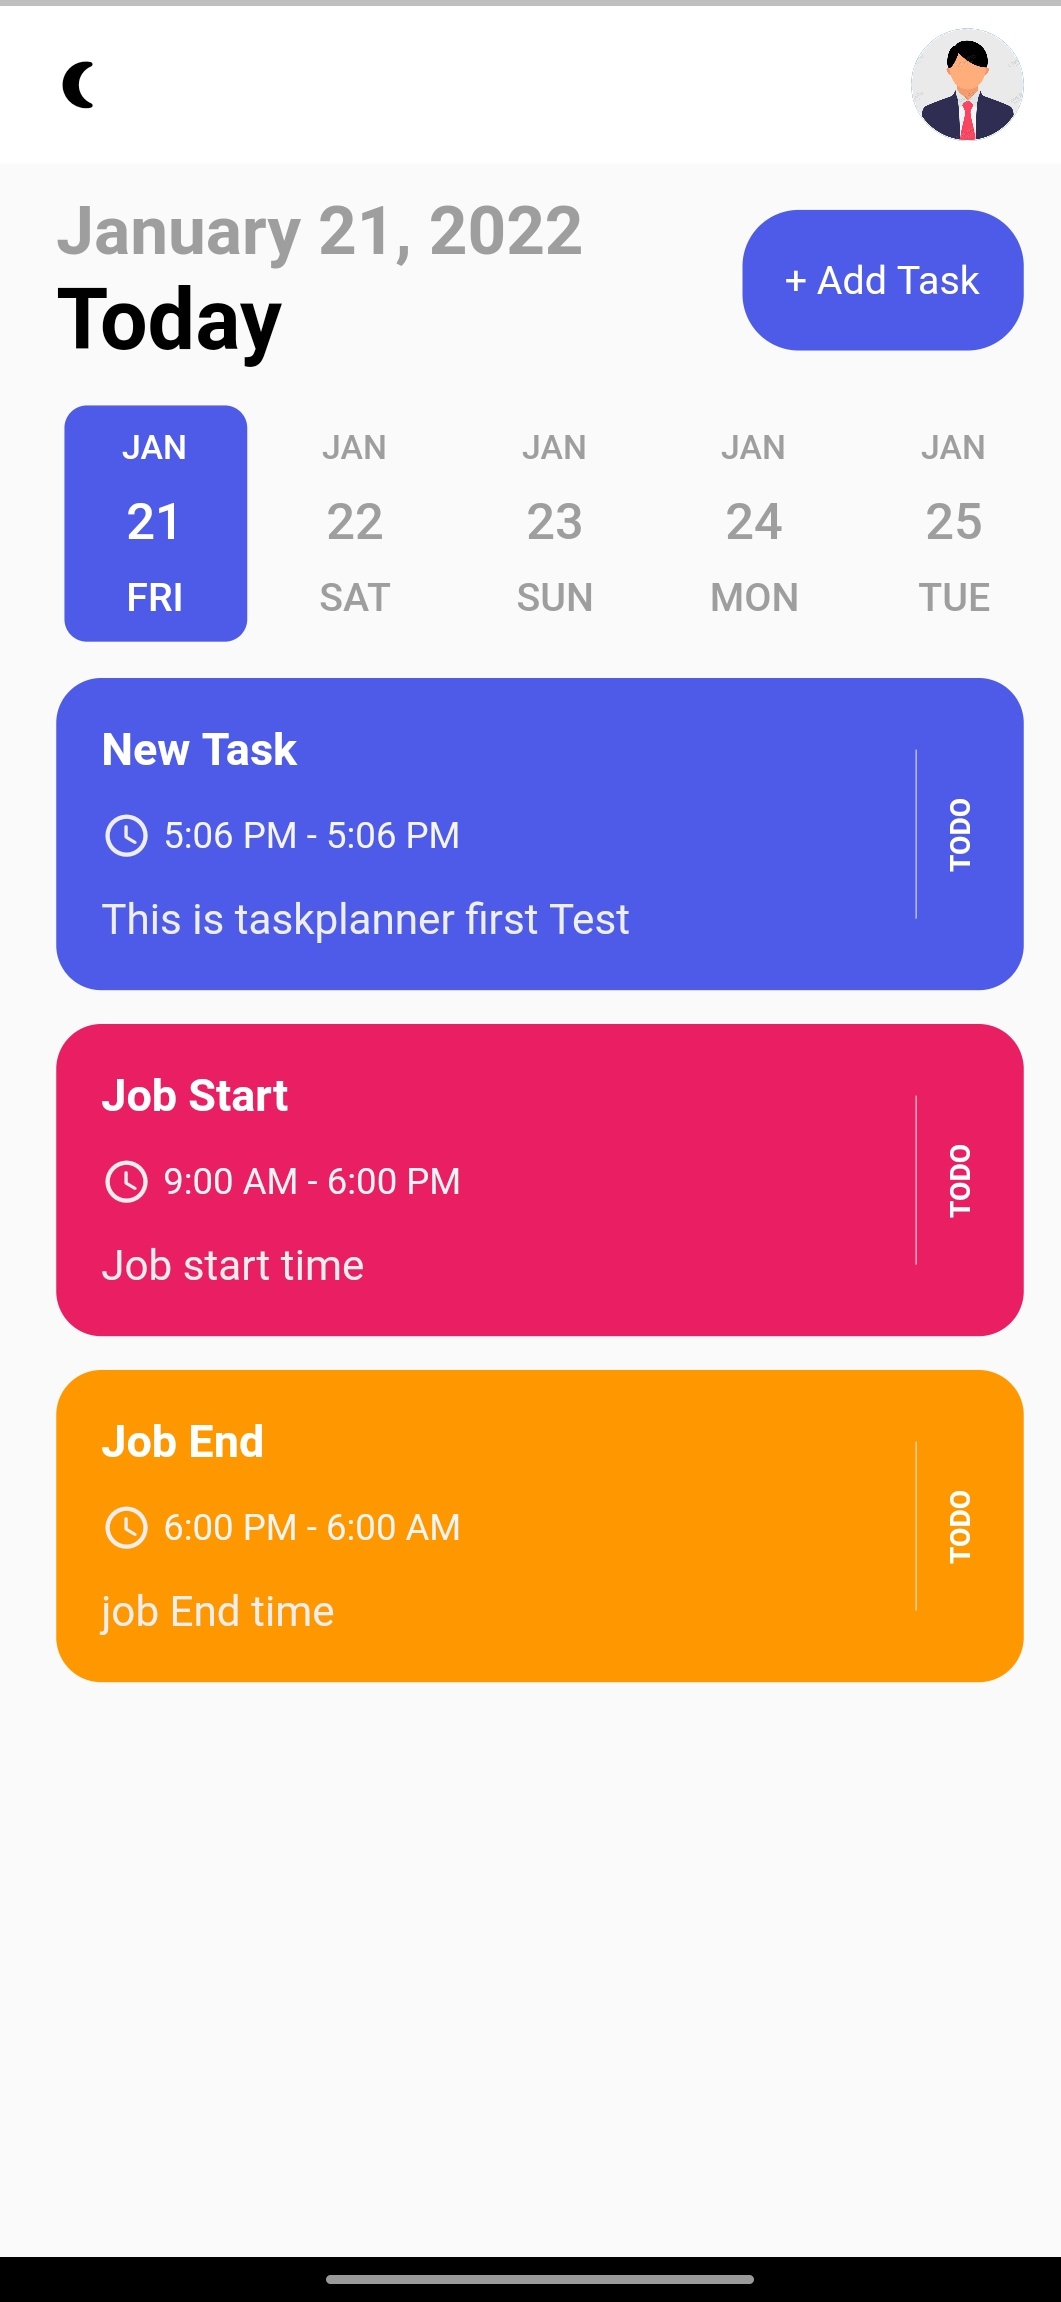 January 21, 2022
Today
+ Add Task
JAN JAN JAN JAN JAN
21 22 23 24 25
FRI SAT SUN MON TUE
New Task
5:06 PM - 5:06 PM
This is taskplanner first Test
TODO
Job Start
9:00 AM - 6:00 PM
Job start time
TODO
Job End
6:00 PM - 6:00 AM
job End time
TODO